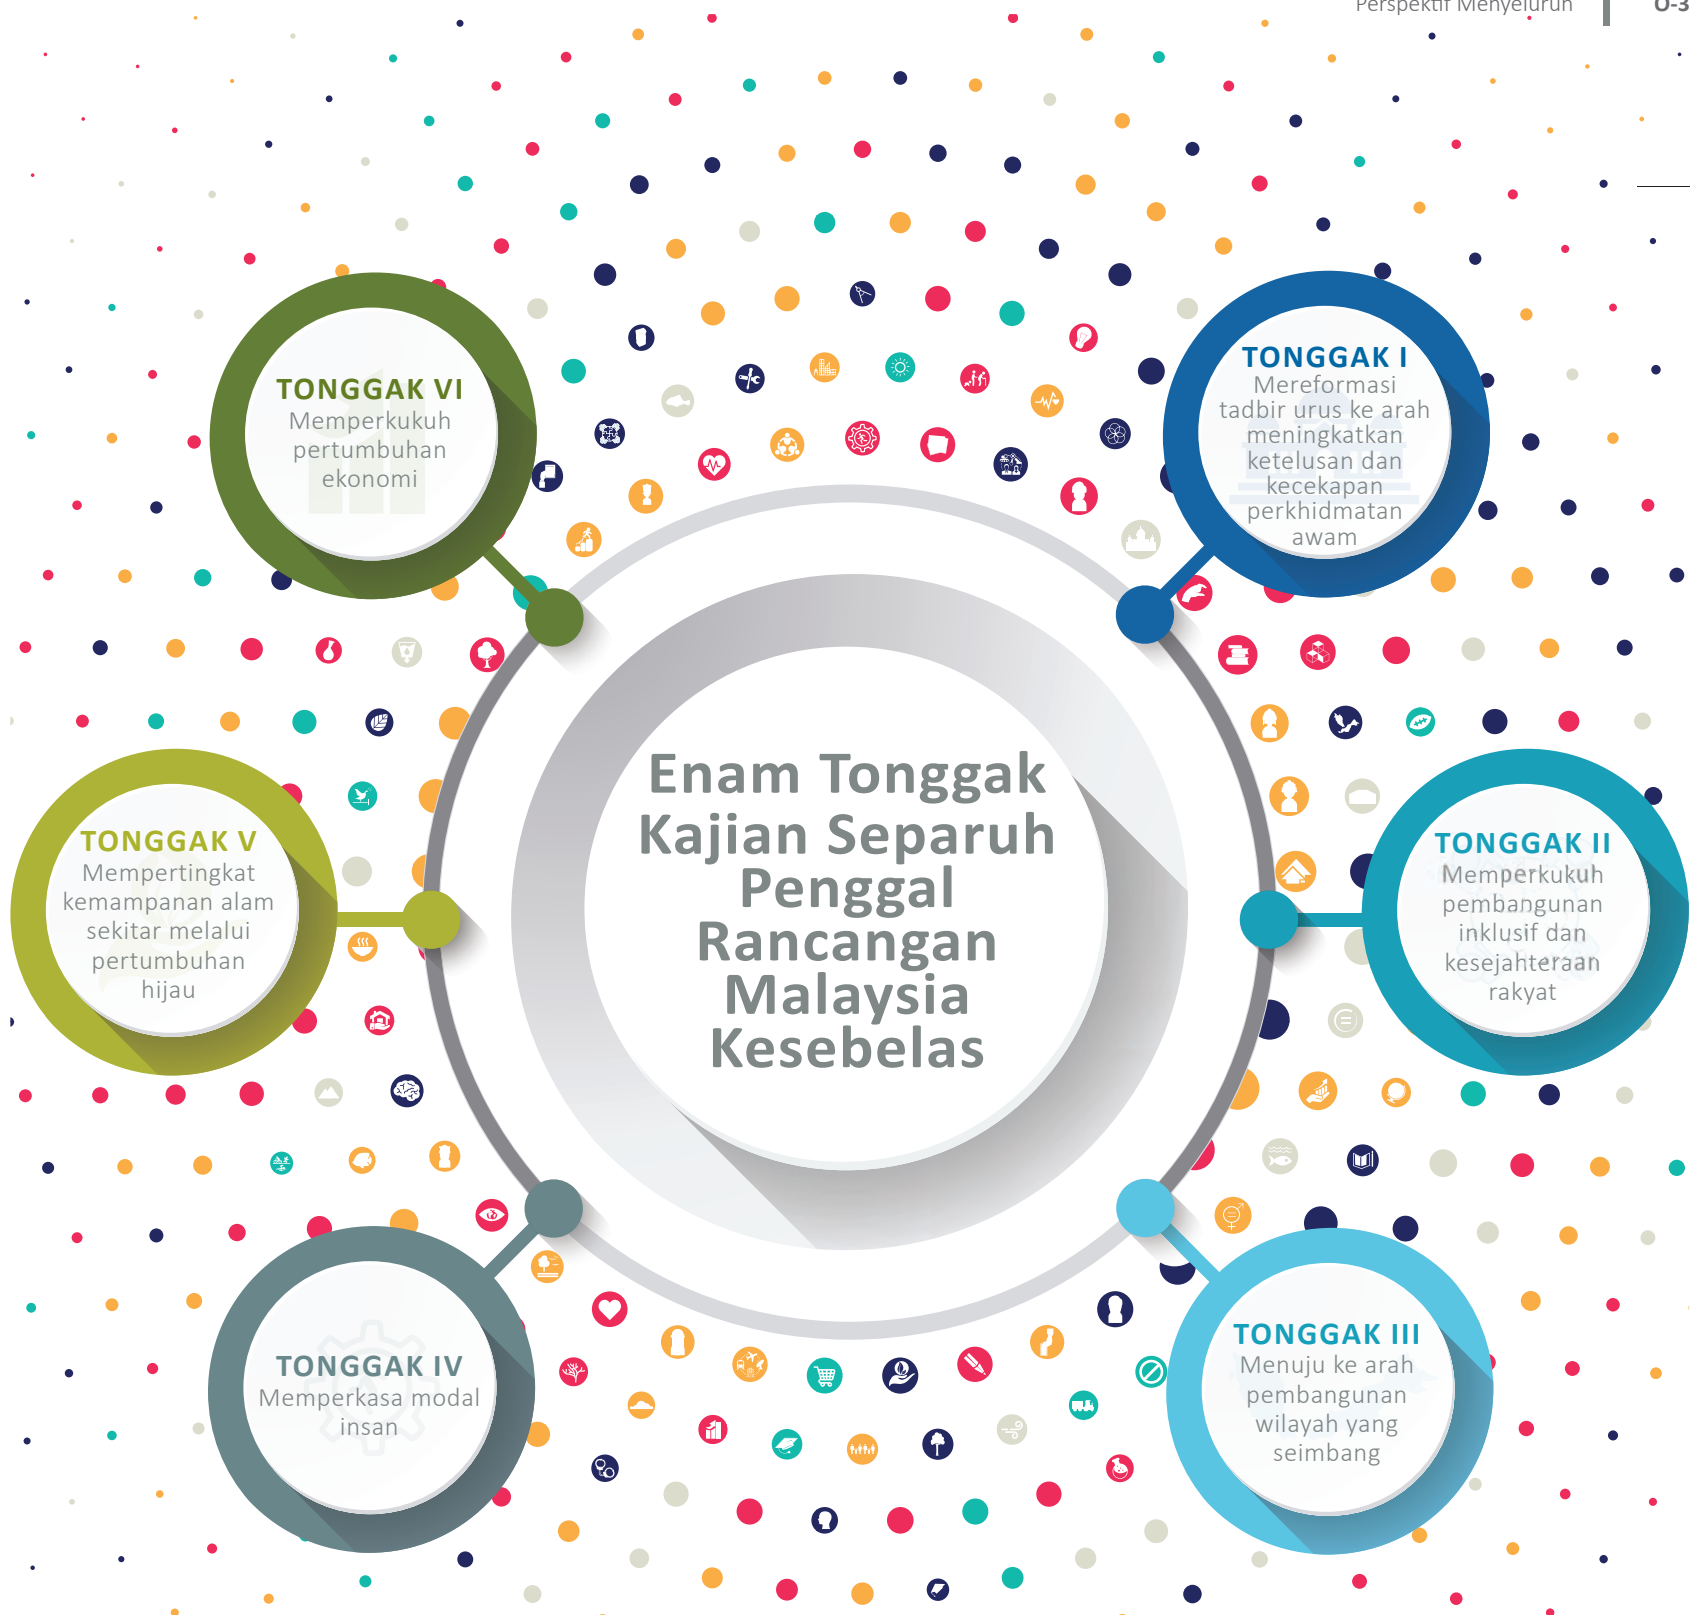 Perspektif Menyeluruh O-3
Enam Tonggak
Kajian Separuh
Penggal
Rancangan
Malaysia
Kesebelas
TONGGAK I
Mereformasi
tadbir urus ke arah
meningkatkan
ketelusan dan
kecekapan
perkhidmatan
awam
TONGGAK II
Memperkukuh
pembangunan
inklusif dan
kesejahteraan
rakyat
TONGGAK III
Menuju ke arah
pembangunan
wilayah yang
seimbang
TONGGAK IV
Memperkasa modal
insan
TONGGAK V
Mempertingkat
kemampanan alam
sekitar melalui
pertumbuhan
hijau
TONGGAK VI
Memperkukuh
pertumbuhan
ekonomi